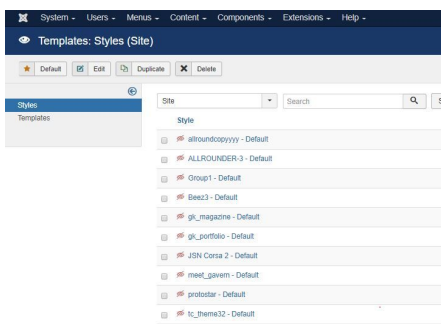 System Users Menus Content Components Extensions Help
Templates: Styles (Site)
Default Edit Duplicate Delete
Styles
Templates
Site Search
Style
allroundcopyyyy - Default
ALLROUNDER-3 - Default
Group1 - Default
Beez3 - Default
gk_magazine - Default
gk_portfolio - Default
JSN Corsa 2 - Default
meet_gavern - Default
protostar - Default
tc_theme32 - Default